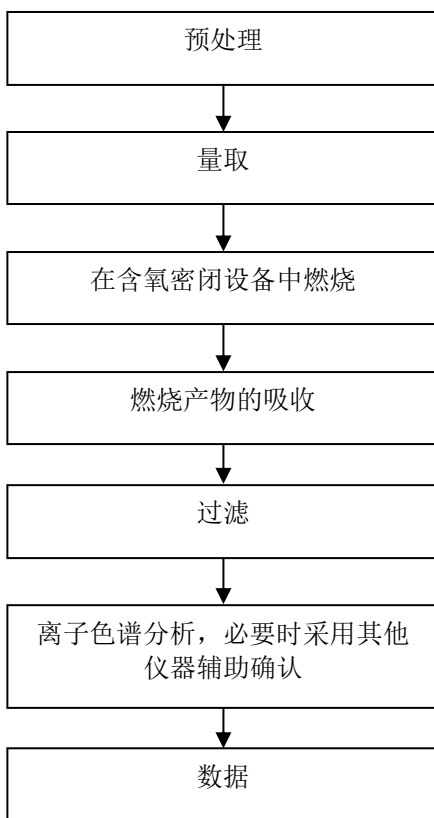 预处理
量取
在含氧密闭设备中燃烧
燃烧产物的吸收
过滤
离子色谱分析，必要时采用其他
仪器辅助确认
数据